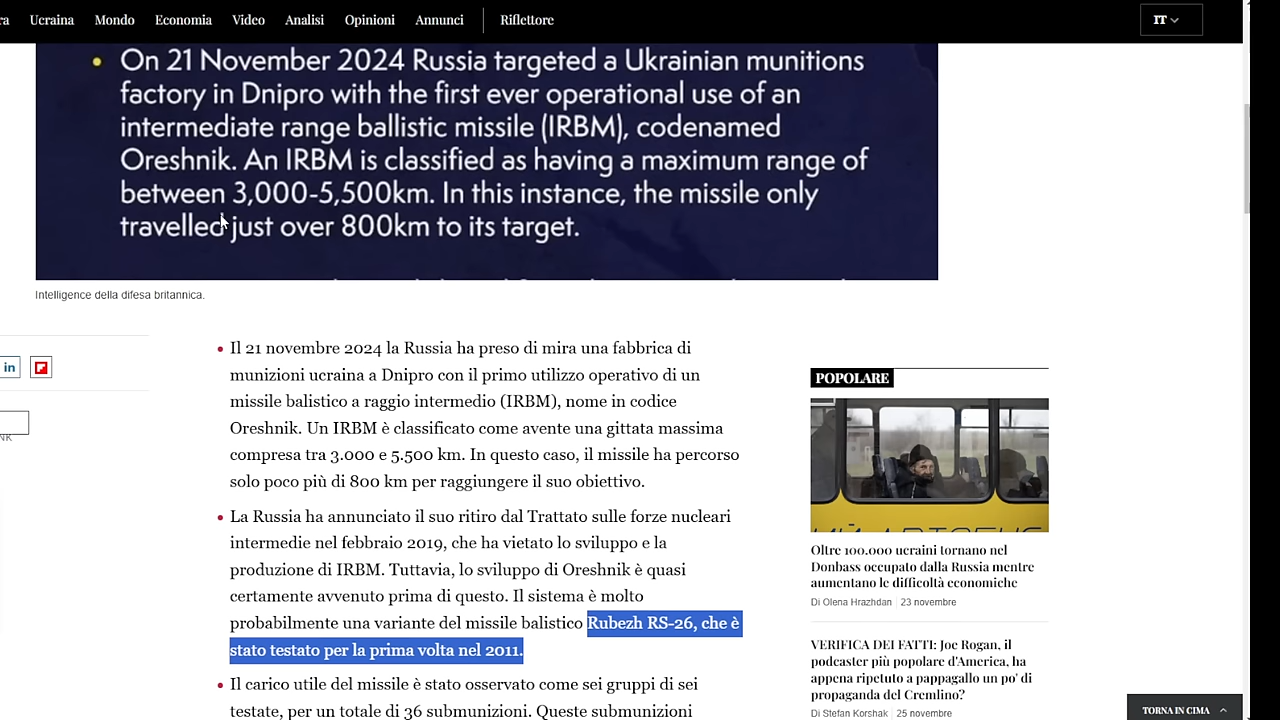 ra Ucraina Mondo Economia Video Analisi Opinioni Annunci Riflettore IT
• On 21 November 2024 Russia targeted a Ukrainian munitions
factory in Dnipro with the first ever operational use of an
intermediate range ballistic missile (IRBM), codenamed
Oreshnik. An IRBM is classified as having a maximum range of
between 3,000-5,500km. In this instance, the missile only
travelled just over 800km to its target.
Intelligence della difesa britannica.
in
NK
• Il 21 novembre 2024 la Russia ha preso di mira una fabbrica di
munizioni ucraina a Dnipro con il primo utilizzo operativo di un
missile balistico a raggio intermedio (IRBM), nome in codice
Oreshnik. Un IRBM è classificato come avente una gittata massima
compresa tra 3.000 e 5.500 km. In questo caso, il missile ha percorso
solo poco più di 800 km per raggiungere il suo obiettivo.
• La Russia ha annunciato il suo ritiro dal Trattato sulle forze nucleari
intermedie nel febbraio 2019, che ha vietato lo sviluppo e la
produzione di IRBM. Tuttavia, lo sviluppo di Oreshnik è quasi
certamente avvenuto prima di questo. Il sistema è molto
probabilmente una variante del missile balistico Rubezh RS-26, che è
stato testato per la prima volta nel 2011.
• Il carico utile del missile è stato osservato come sei gruppi di sei
testate, per un totale di 36 submunizioni. Queste submunizioni
POPOLARE
Oltre 100.000 ucraini tornano nel
Donbass occupato dalla Russia mentre
aumentano le difficoltà economiche
Di Olena Hrazhdan | 23 novembre
VERIFICA DEI FATTI: Joe Rogan, il
podcaster più popolare d'America, ha
appena ripetuto a pappagallo un po' di
propaganda del Cremlino?
Di Stefan Korshak | 25 novembre
TORNA IN CIMA